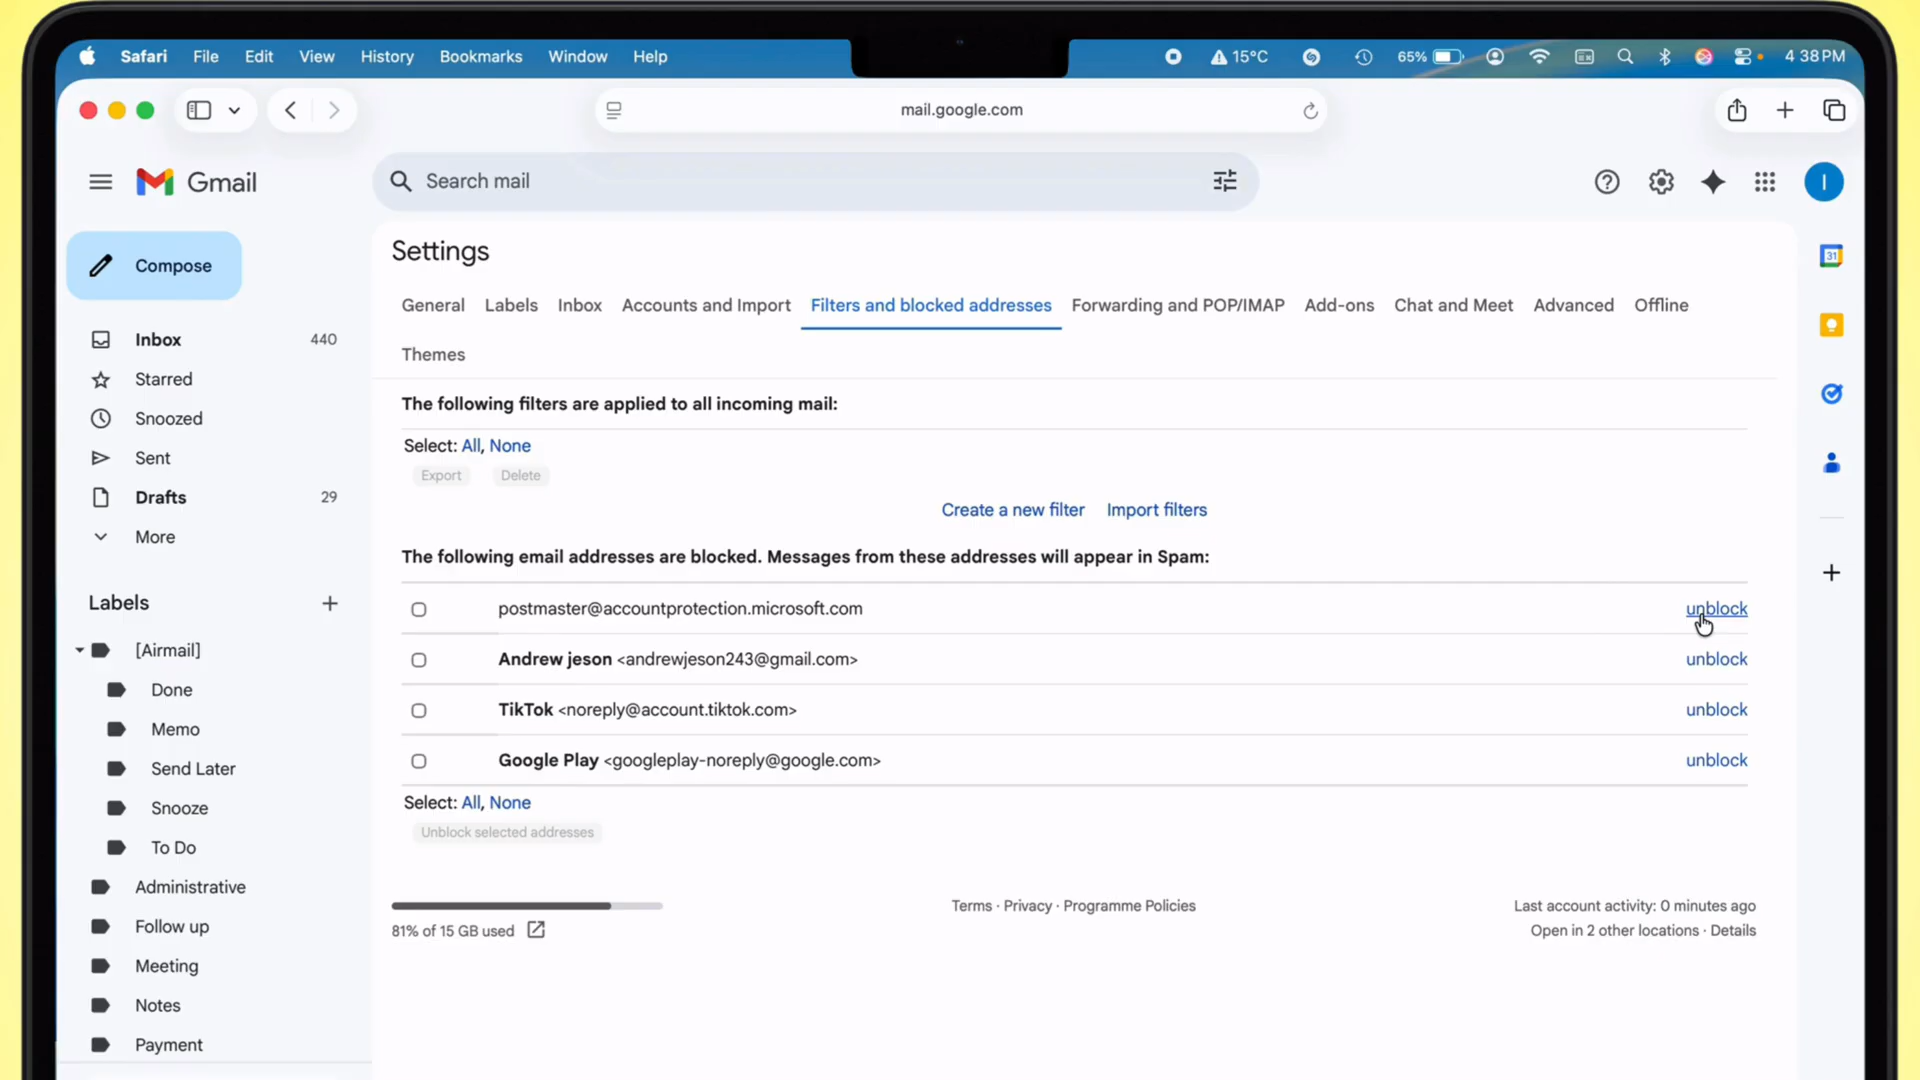 Safari File Edit View History Bookmarks Window Help 15°C 65% 4 38 PM
mail.google.com
Gmail
Search mail
I
Compose
Inbox 440
Starred
Snoozed
Sent
Drafts 29
More
Labels
[Airmail]
Done
Memo
Send Later
Snooze
To Do
Administrative
Follow up
Meeting
Notes
Payment
Settings
General Labels Inbox Accounts and Import Filters and blocked addresses Forwarding and POP/IMAP Add-ons Chat and Meet Advanced Offline
Themes
The following filters are applied to all incoming mail:
Select: All, None
Export Delete
Create a new filter Import filters
The following email addresses are blocked. Messages from these addresses will appear in Spam:
postmaster@accountprotection.microsoft.com unblock
Andrew jeson <andrewjeson243@gmail.com> unblock
TikTok <noreply@account.tiktok.com> unblock
Google Play <googleplay-noreply@google.com> unblock
Select: All, None
Unblock selected addresses
81% of 15 GB used
Terms · Privacy · Programme Policies
Last account activity: 0 minutes ago
Open in 2 other locations · Details
31